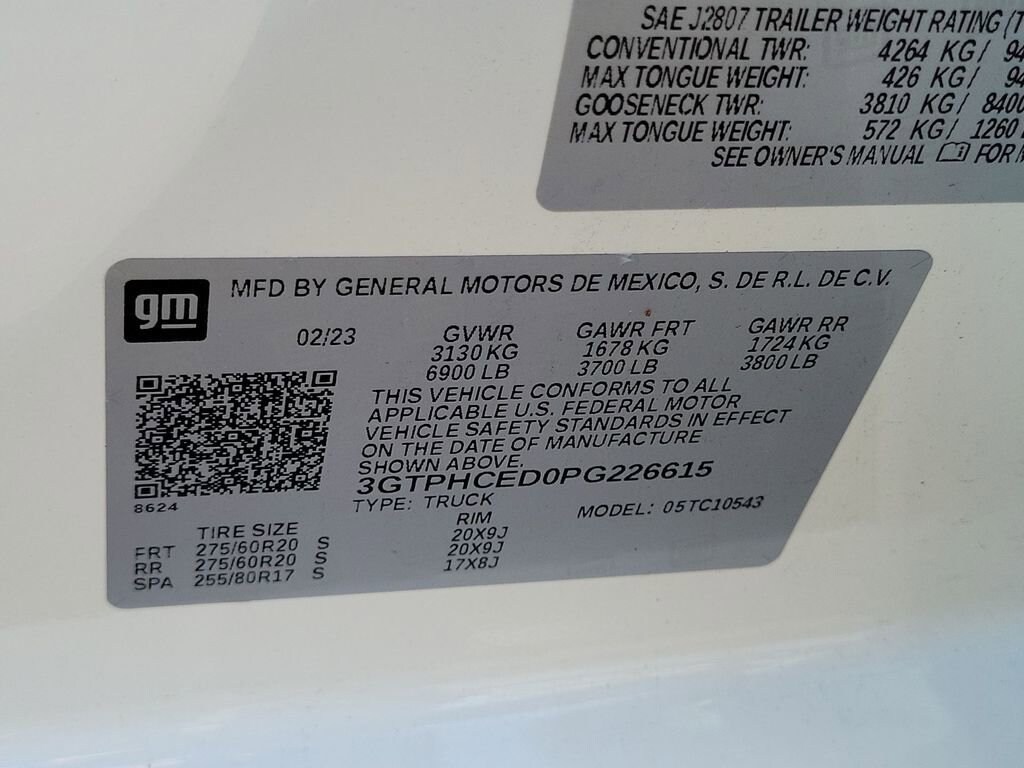 SAE J2807 TRAILER WEIGHT RATING
CONVENTIONAL TWR: 4264 KG/
MAX TONGUE WEIGHT: 426 KG/
GOOSENECK TWR: 3810 KG/ 8400
MAX TONGUE WEIGHT: 572 KG/ 1260
SEE OWNER'S MANUAL FOR
gm
MFD BY GENERAL MOTORS DE MEXICO, S. DE R.L. DE C.V.
02/23 GVWR GAWR FRT GAWR RR
3130 KG 1678 KG 1724 KG
6900 LB 3700 LB 3800 LB
THIS VEHICLE CONFORMS TO ALL
APPLICABLE U.S. FEDERAL MOTOR
VEHICLE SAFETY STANDARDS IN EFFECT
ON THE DATE OF MANUFACTURE
SHOWN ABOVE.
3GTPHCED0PG226615
8624
TYPE: TRUCK MODEL: 05TC10543
TIRE SIZE RIM
FRT 275/60R20 S 20X9J
RR 275/60R20 S 20X9J
SPA 255/80R17 S 17X8J